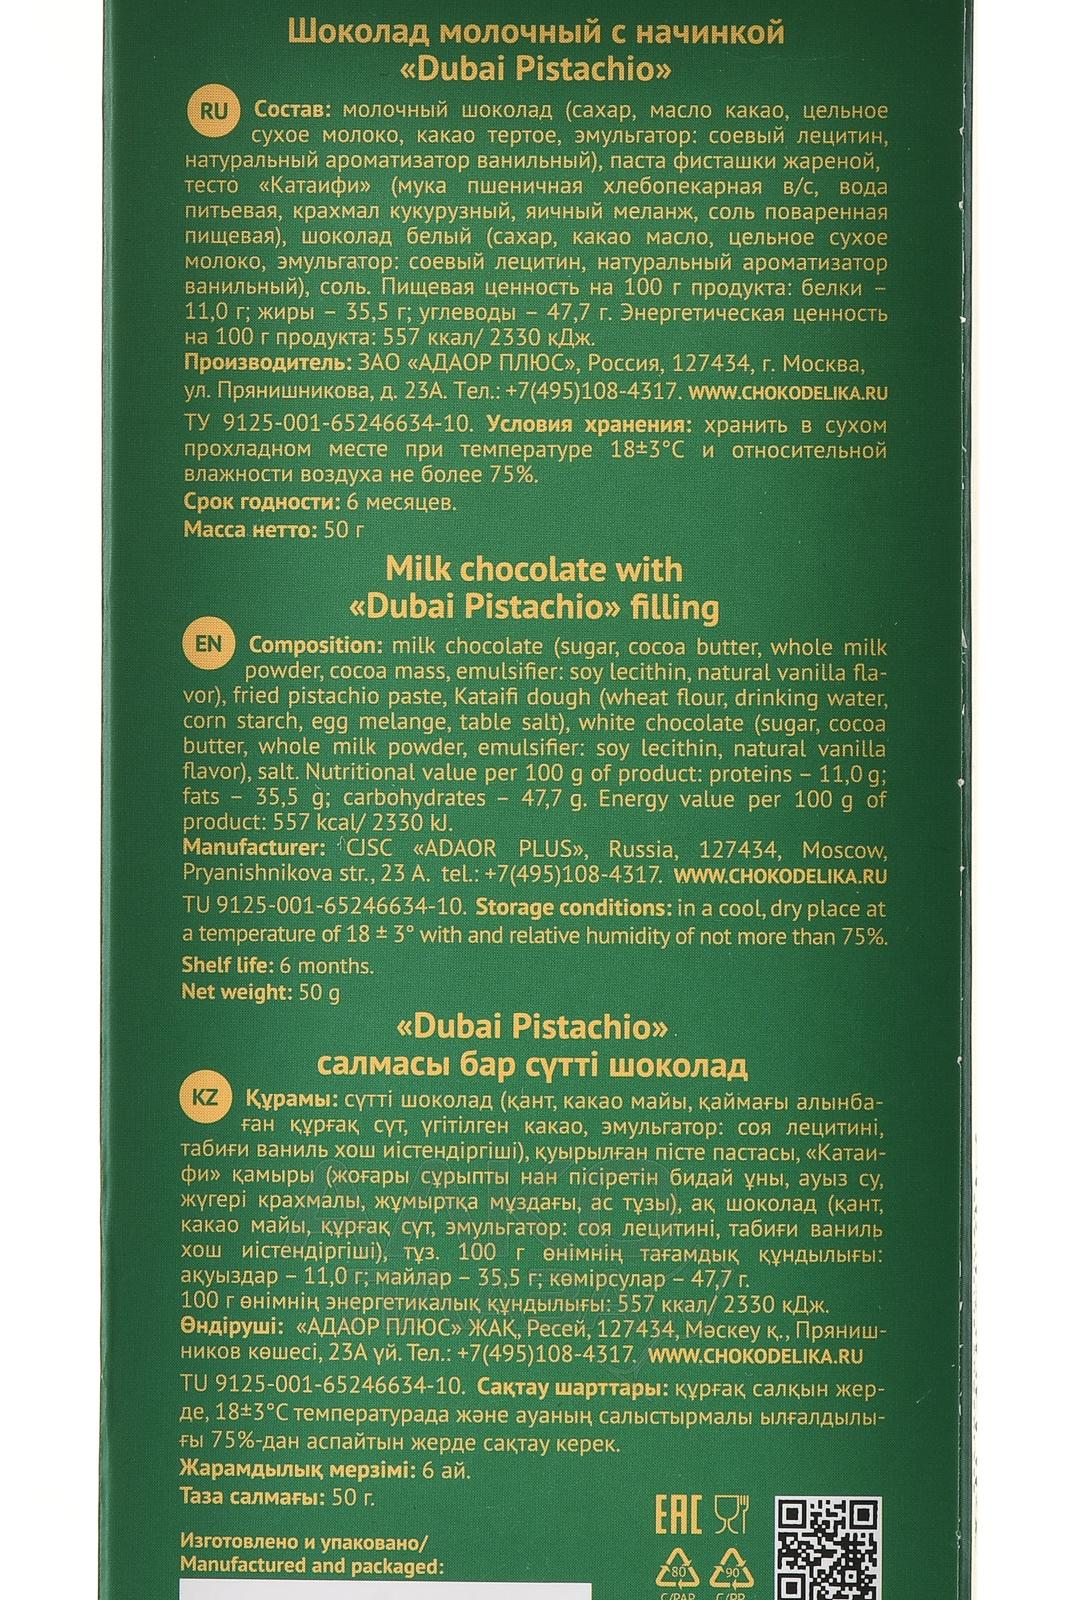 Шоколад молочный с начинкой
«Dubai Pistachio»
RU Состав: молочный шоколад (сахар, масло какао, цельное
сухое молоко, какао тертое, эмульгатор: соевый лецитин,
натуральный ароматизатор ванильный), паста фисташки жареной,
тесто «Катаифи» (мука пшеничная хлебопекарная в/с, вода
питьевая, крахмал кукурузный, яичный меланж, соль поваренная
пищевая), шоколад белый (сахар, какао масло, цельное сухое
молоко, эмульгатор: соевый лецитин, натуральный ароматизатор
ванильный), соль. Пищевая ценность на 100 г продукта: белки –
11,0 г; жиры – 35,5 г; углеводы – 47,7 г. Энергетическая ценность
на 100 г продукта: 557 ккал/ 2330 кДж.
Производитель: ЗАО «АДАОР ПЛЮС», Россия, 127434, г. Москва,
ул. Прянишникова, д. 23А. Тел.: +7(495)108-4317. WWW.CHOKODELIKA.RU
ТУ 9125-001-65246634-10. Условия хранения: хранить в сухом
прохладном месте при температуре 18±3°С и относительной
влажности воздуха не более 75%.
Срок годности: 6 месяцев.
Масса нетто: 50 г
Milk chocolate with
«Dubai Pistachio» filling
EN Composition: milk chocolate (sugar, cocoa butter, whole milk
powder, cocoa mass, emulsifier: soy lecithin, natural vanilla fla-
vor), fried pistachio paste, Kataifi dough (wheat flour, drinking water,
corn starch, egg melange, table salt), white chocolate (sugar, cocoa
butter, whole milk powder, emulsifier: soy lecithin, natural vanilla
flavor), salt. Nutritional value per 100 g of product: proteins – 11,0 g;
fats – 35,5 g; carbohydrates – 47,7 g. Energy value per 100 g of
product: 557 kcal/ 2330 kJ.
Manufacturer: CJSC «ADAOR PLUS», Russia, 127434, Moscow,
Pryanishnikova str., 23 A. tel.: +7(495)108-4317. WWW.CHOKODELIKA.RU
TU 9125-001-65246634-10. Storage conditions: in a cool, dry place at
a temperature of 18 ± 3° with and relative humidity of not more than 75%.
Shelf life: 6 months.
Net weight: 50 g
«Dubai Pistachio»
салмасы бар сүтті шоколад
KZ Құрамы: сүтті шоколад (қант, какао майы, қаймағы алынба-
ған құрғақ сүт, үгітілген какао, эмульгатор: соя лецитині,
табиғи ваниль хош иістендіргіші), қуырылған пісте пастасы, «Катаи-
фи» қамыры (жоғары сұрыпты нан пісіретін бидай ұны, ауыз су,
жүгері крахмалы, жұмыртқа мұздағы, ас тұзы), ақ шоколад (қант,
какао майы, құрғақ сүт, эмульгатор: соя лецитині, табиғи ваниль
хош иістендіргіші), тұз. 100 г өнімнің тағамдық құндылығы:
ақуыздар – 11,0 г; майлар – 35,5 г; көмірсулар – 47,7 г.
100 г өнімнің энергетикалық құндылығы: 557 ккал/ 2330 кДж.
Өндіруші: «АДАОР ПЛЮС» ЖАҚ, Ресей, 127434, Мәскеу қ., Пряниш-
ников көшесі, 23А үй. Тел.: +7(495)108-4317. WWW.CHOKODELIKA.RU
TU 9125-001-65246634-10. Сақтау шарттары: құрғақ салқын жер-
де, 18±3°С температурада және ауаның салыстырмалы ылғалдылы-
ғы 75%-дан аспайтын жерде сақтау керек.
Жарамдылық мерзімі: 6 ай.
Таза салмағы: 50 г.
EAC
Изготовлено и упаковано/
Manufactured and packaged:
80 90
C/PAP C/PP